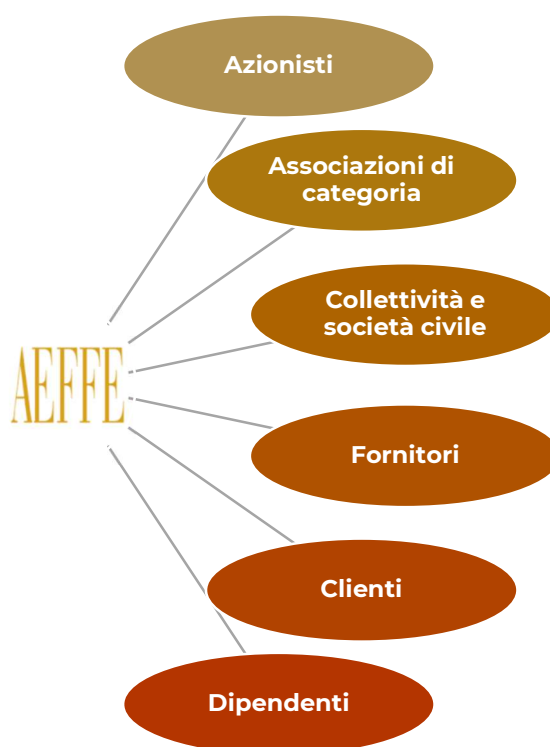 Azionisti
Associazioni di
categoria
Collettività e
società civile
AEFFE
Fornitori
Clienti
Dipendenti